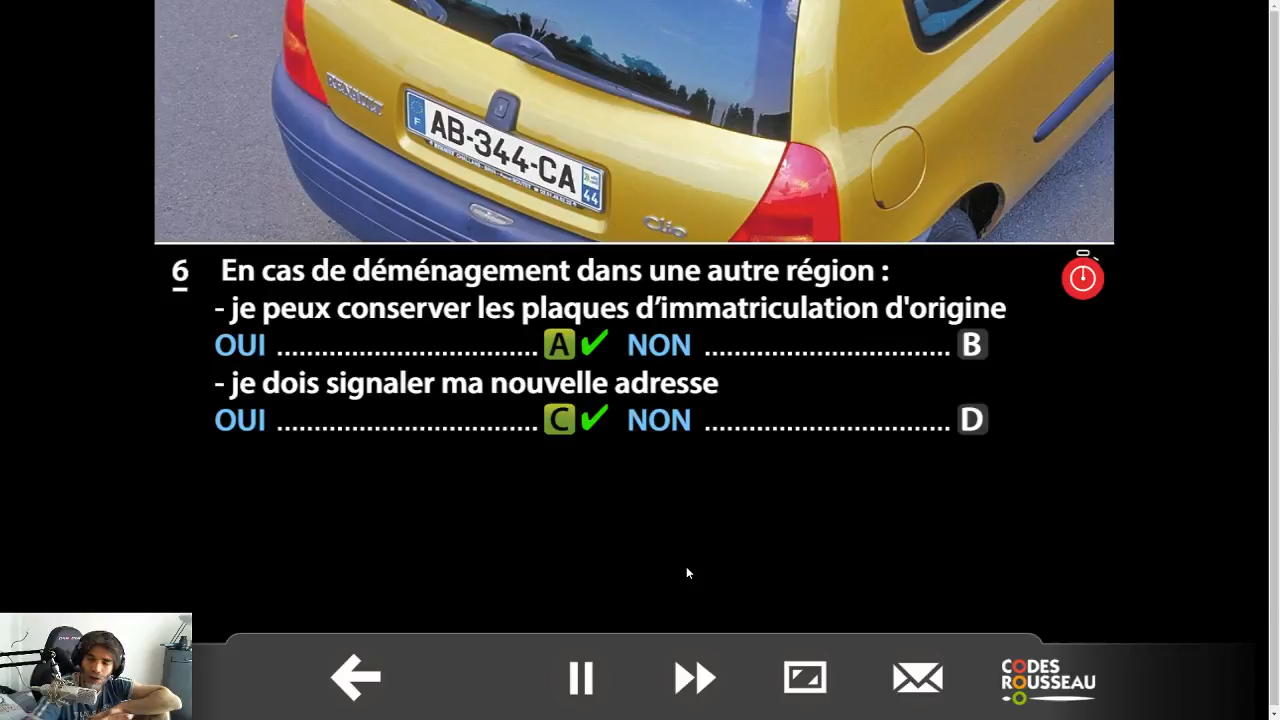 RENAULT
F
AB-344-CA
44
Clio
6 En cas de déménagement dans une autre région :
- je peux conserver les plaques d’immatriculation d'origine
OUI ................................... A ✔ NON ................................. B
- je dois signaler ma nouvelle adresse
OUI ................................... C ✔ NON ................................. D
CODES
ROUSSEAU